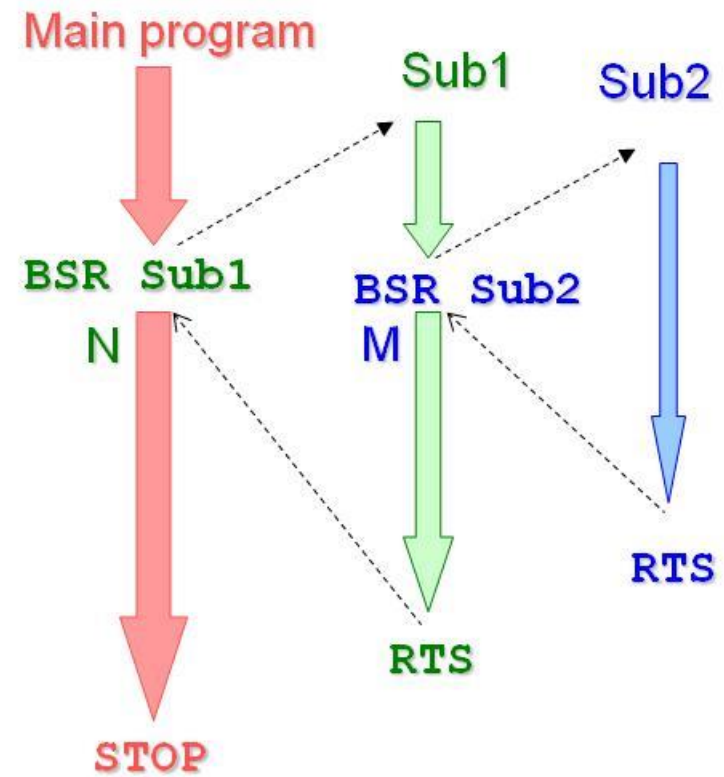 Main program
Sub1
Sub2
BSR Sub1
BSR Sub2
N
M
RTS
RTS
STOP